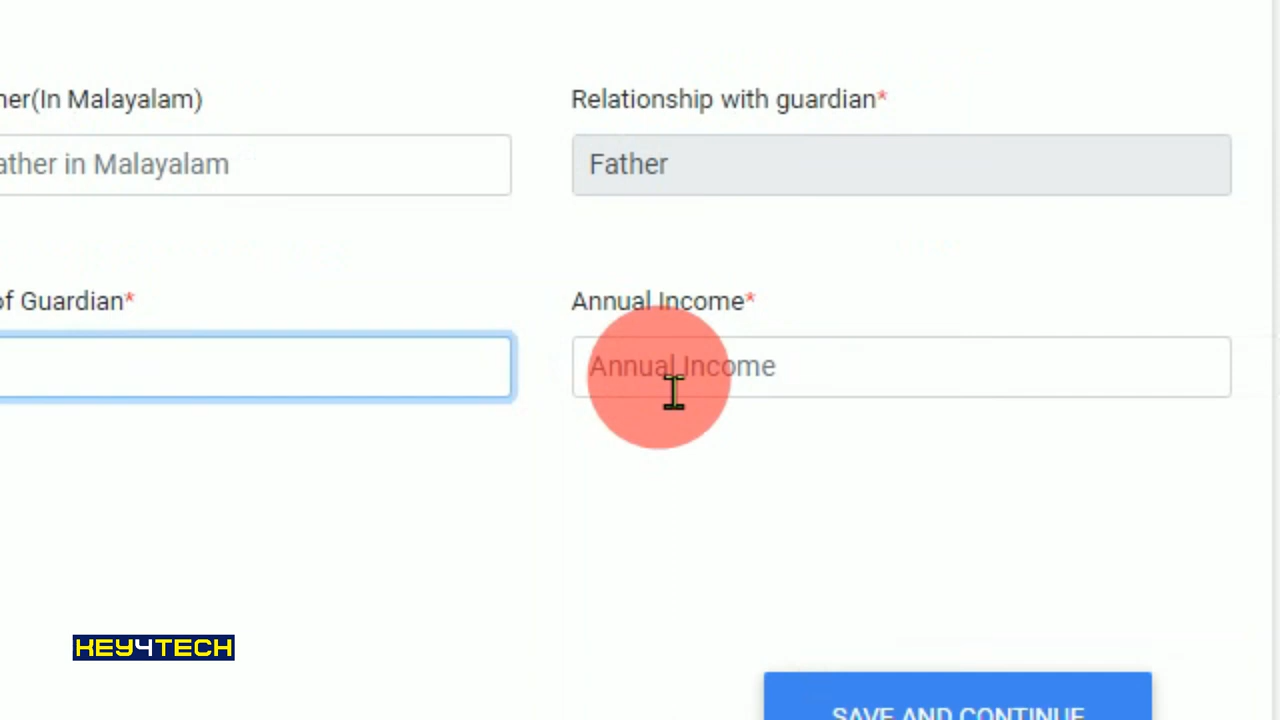 her(In Malayalam)
Relationship with guardian*
ather in Malayalam
Father
of Guardian*
Annual Income*
Annual Income
KEY4TECH
SAVE AND CONTINUE